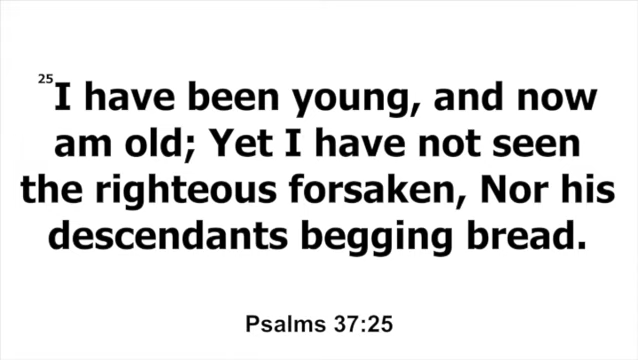 25I have been young, and now
am old; Yet I have not seen
the righteous forsaken, Nor his
descendants begging bread.
Psalms 37:25